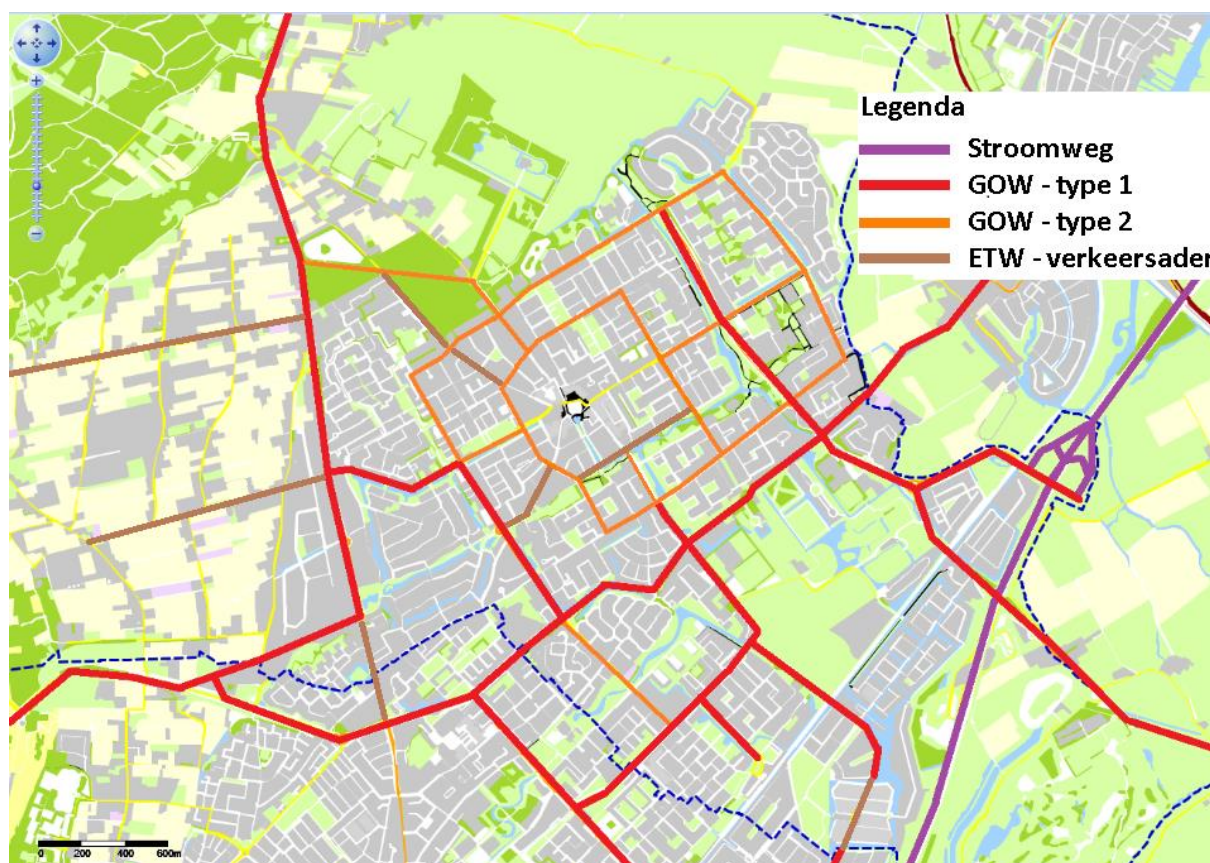 Legenda
Stroomweg
GOW - type 1
GOW - type 2
ETW - verkeersader
0 200 400 600m